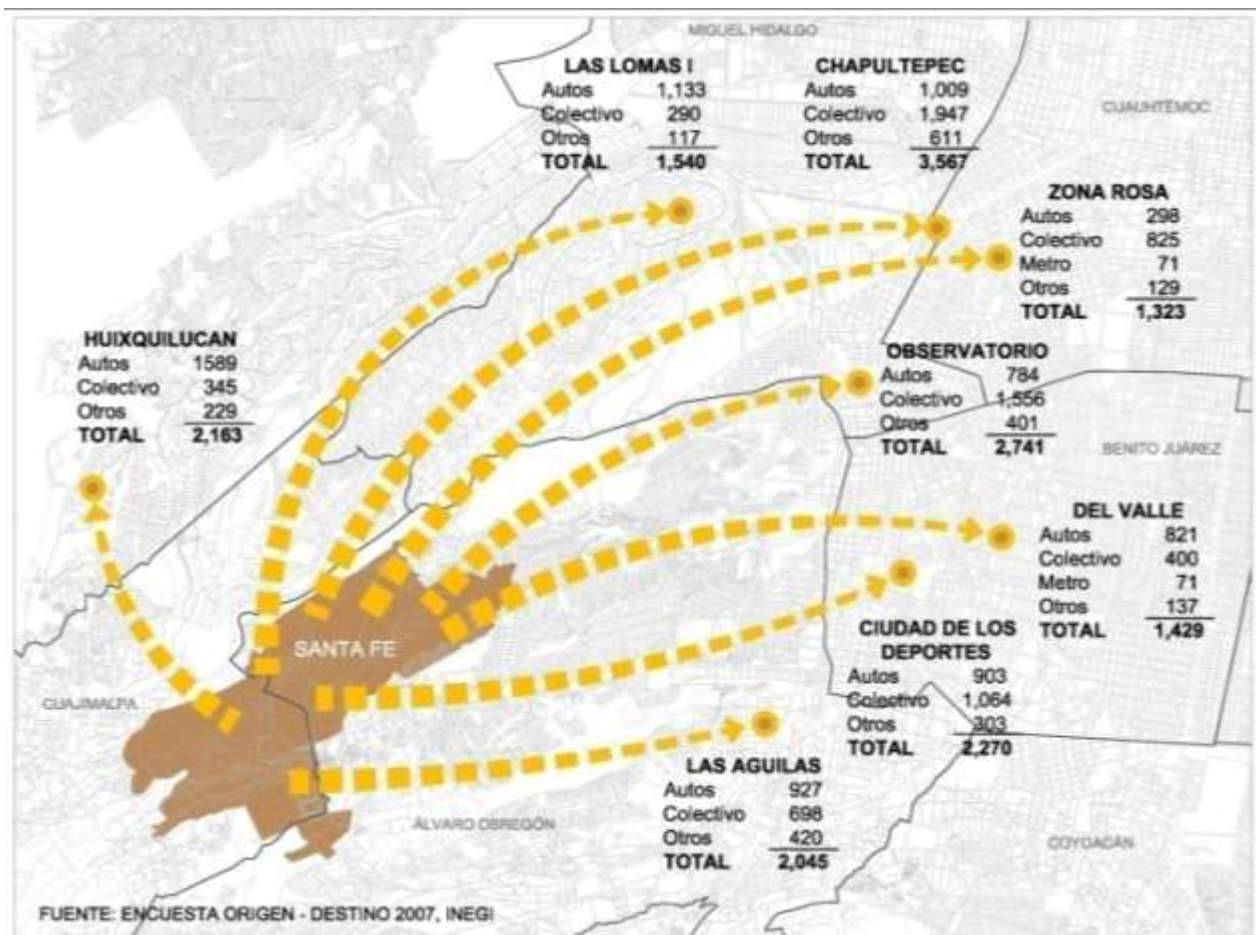 MIGUEL HIDALGO
LAS LOMAS I
Autos 1,133
Colectivo 290
Otros 117
TOTAL 1,540
CHAPULTEPEC
Autos 1,009
Colectivo 1,947
Otros 611
TOTAL 3,567
CUAUHTÉMOC
ZONA ROSA
Autos 298
Colectivo 825
Metro 71
Otros 129
TOTAL 1,323
HUIXQUILUCAN
Autos 1589
Colectivo 345
Otros 229
TOTAL 2,163
OBSERVATORIO
Autos 784
Colectivo 1,556
Otros 401
TOTAL 2,741
BENITO JUÁREZ
DEL VALLE
Autos 821
Colectivo 400
Metro 71
Otros 137
TOTAL 1,429
SANTA FE
CUAJIMALPA
CIUDAD DE LOS
DEPORTES
Autos 903
Colectivo 1,064
Otros 303
TOTAL 2,270
LAS AGUILAS
Autos 927
Colectivo 698
Otros 420
TOTAL 2,045
ÁLVARO OBREGÓN
COYOACÁN
FUENTE: ENCUESTA ORIGEN - DESTINO 2007, INEGI